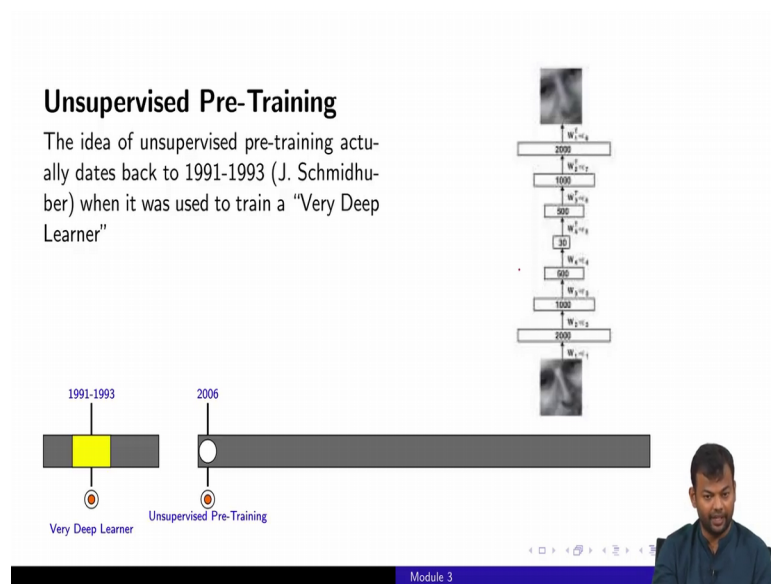 Unsupervised Pre-Training
The idea of unsupervised pre-training actu-
ally dates back to 1991-1993 (J. Schmidhu-
ber) when it was used to train a “Very Deep
Learner”
2000
1000
500
30
500
1000
2000
1991-1993
2006
Very Deep Learner
Unsupervised Pre-Training
Module 3